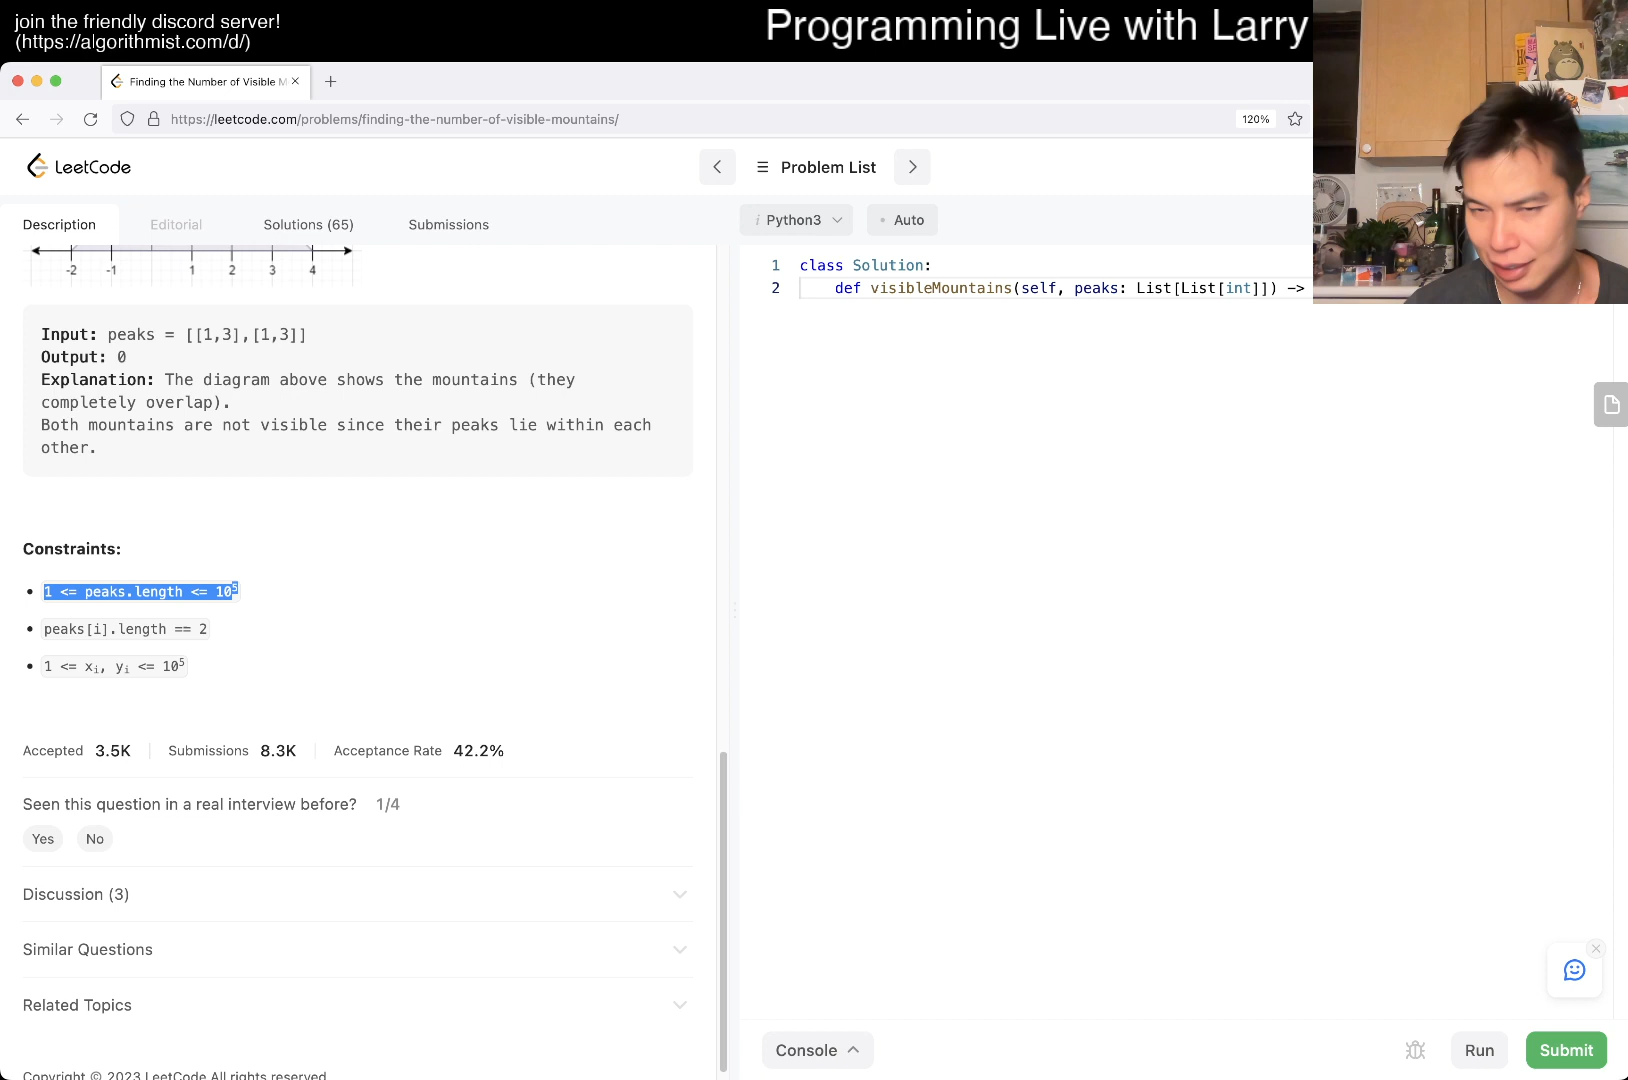 join the friendly discord server!
(https://algorithmist.com/d/)
Programming Live with Larry
Finding the Number of Visible M
https://leetcode.com/problems/finding-the-number-of-visible-mountains/
120%
LeetCode
Problem List
Description
Editorial
Solutions (65)
Submissions
Python3
Auto
-2 -1 1 2 3 4
1 class Solution:
2 def visibleMountains(self, peaks: List[List[int]]) ->
Input: peaks = [[1,3],[1,3]]
Output: 0
Explanation: The diagram above shows the mountains (they
completely overlap).
Both mountains are not visible since their peaks lie within each
other.
Constraints:
1 <= peaks.length <= 10⁵
peaks[i].length == 2
1 <= xᵢ, yᵢ <= 10⁵
Accepted 3.5K Submissions 8.3K Acceptance Rate 42.2%
Seen this question in a real interview before? 1/4
Yes No
Discussion (3)
Similar Questions
Related Topics
Copyright © 2023 LeetCode All rights reserved
Console
Run
Submit